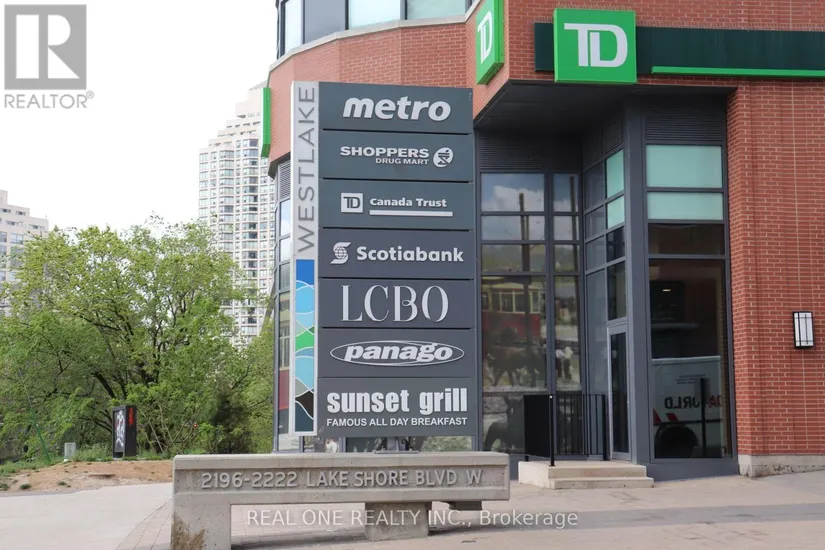 R
REALTOR®
TD
TD
WESTLAKE
metro
SHOPPERS
DRUG MART
TD Canada Trust
Scotiabank
LCBO
panago
sunset grill
FAMOUS ALL DAY BREAKFAST
2196-2222 LAKE SHORE BLVD W
REAL ONE REALTY INC., Brokerage